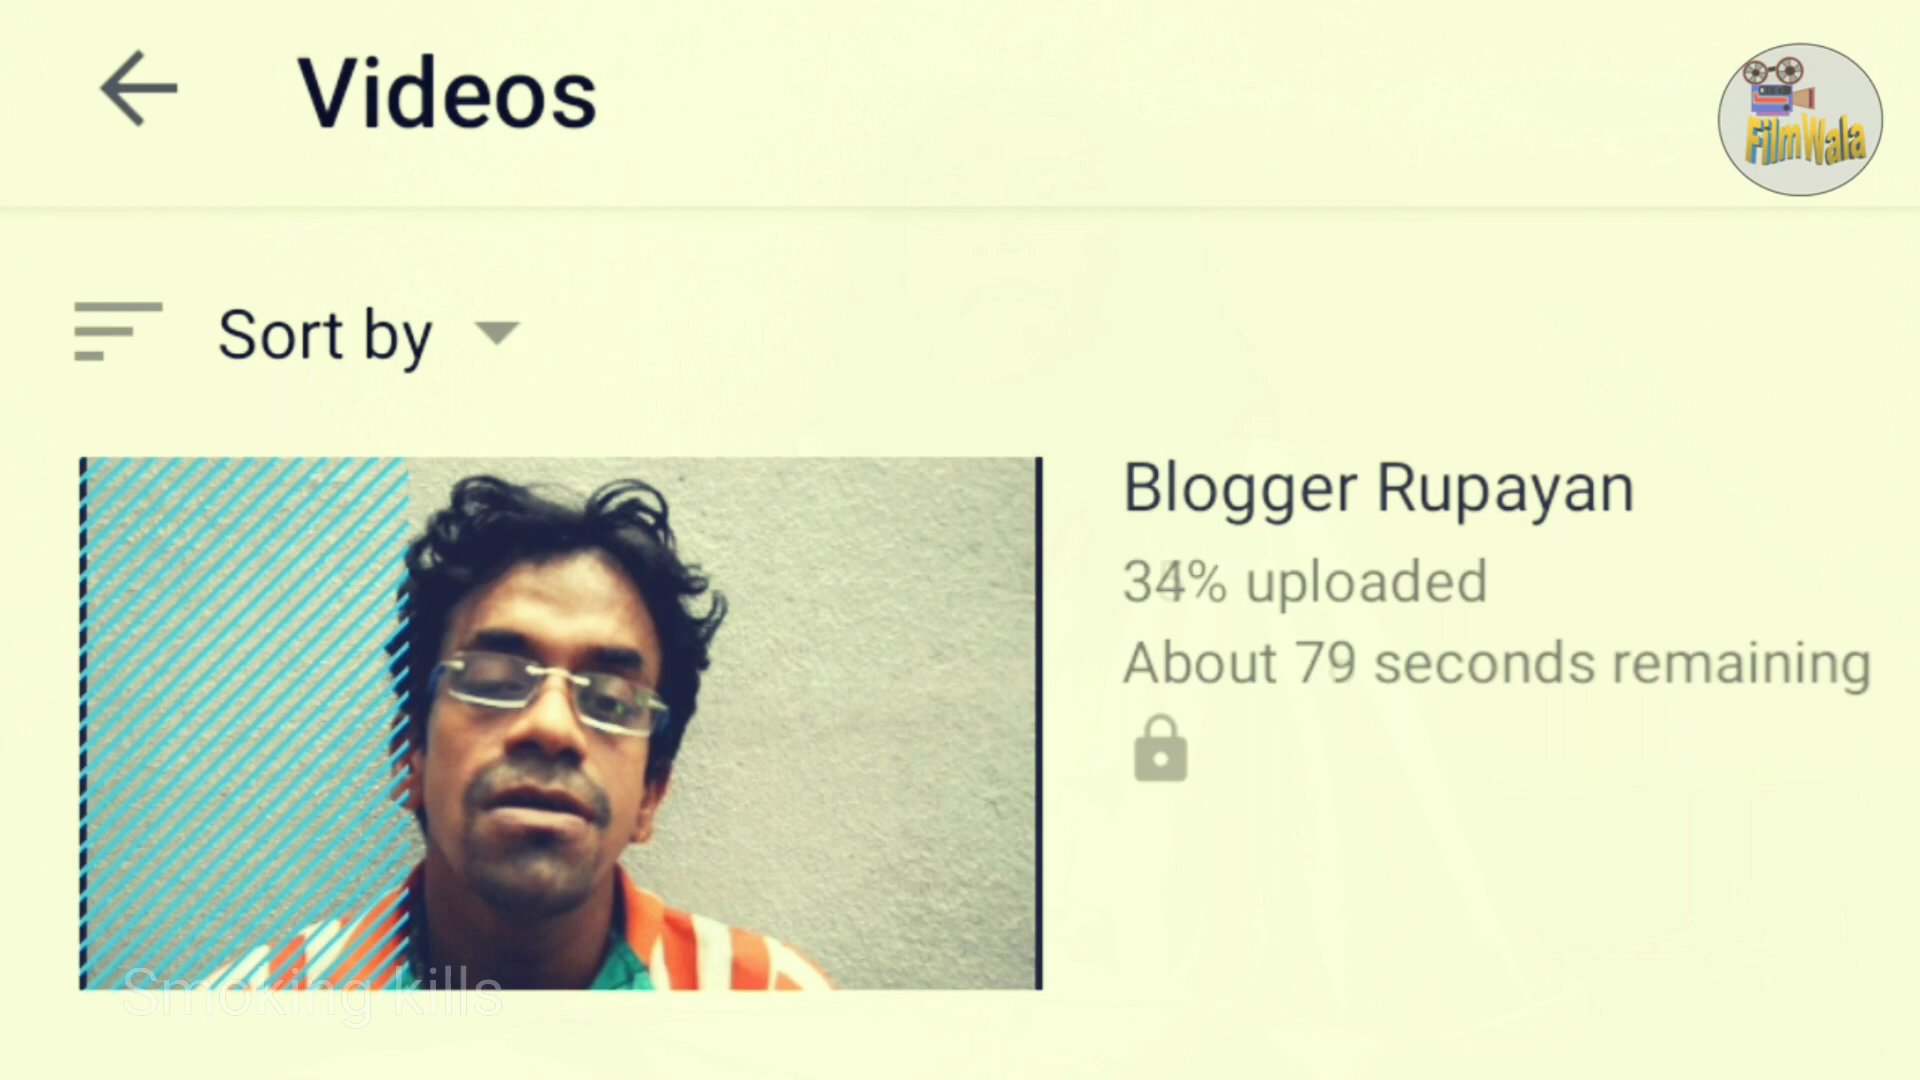 Videos
FilmWala
Sort by
Blogger Rupayan
34% uploaded
About 79 seconds remaining
Smoking kills